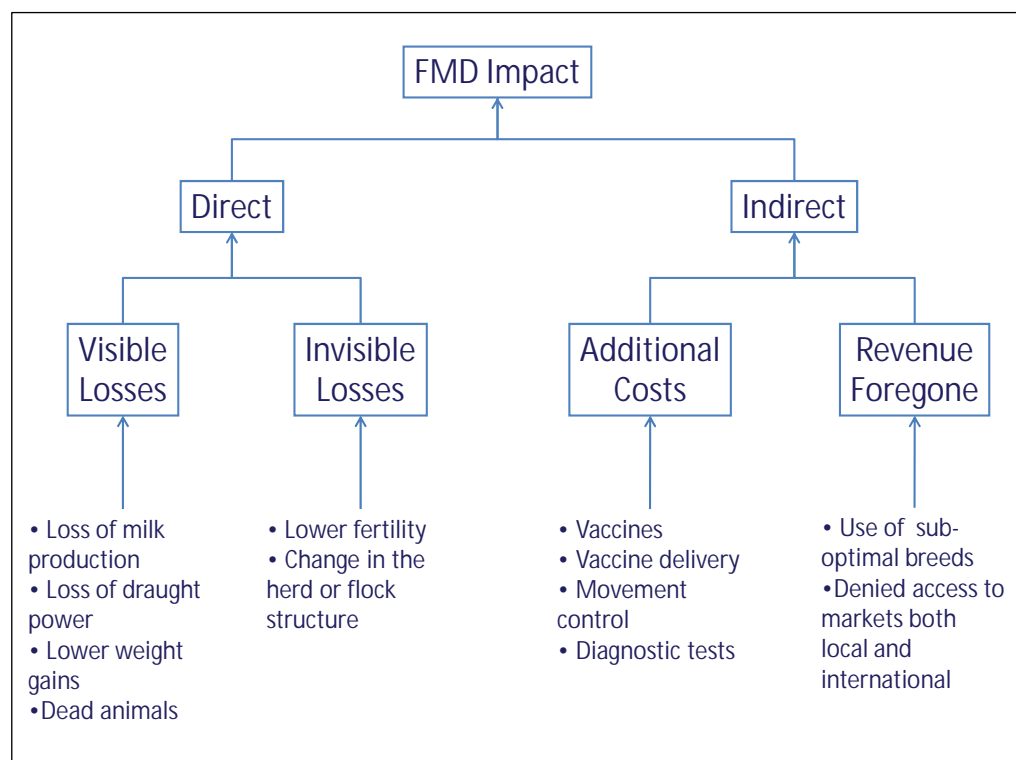 FMD Impact
Direct
Indirect
Visible
Losses
Invisible
Losses
Additional
Costs
Revenue
Foregone
• Loss of milk
production
• Loss of draught
power
• Lower weight
gains
•Dead animals
• Lower fertility
• Change in the
herd or flock
structure
• Vaccines
• Vaccine delivery
• Movement
control
• Diagnostic tests
• Use of sub-
optimal breeds
•Denied access to
markets both
local and
international